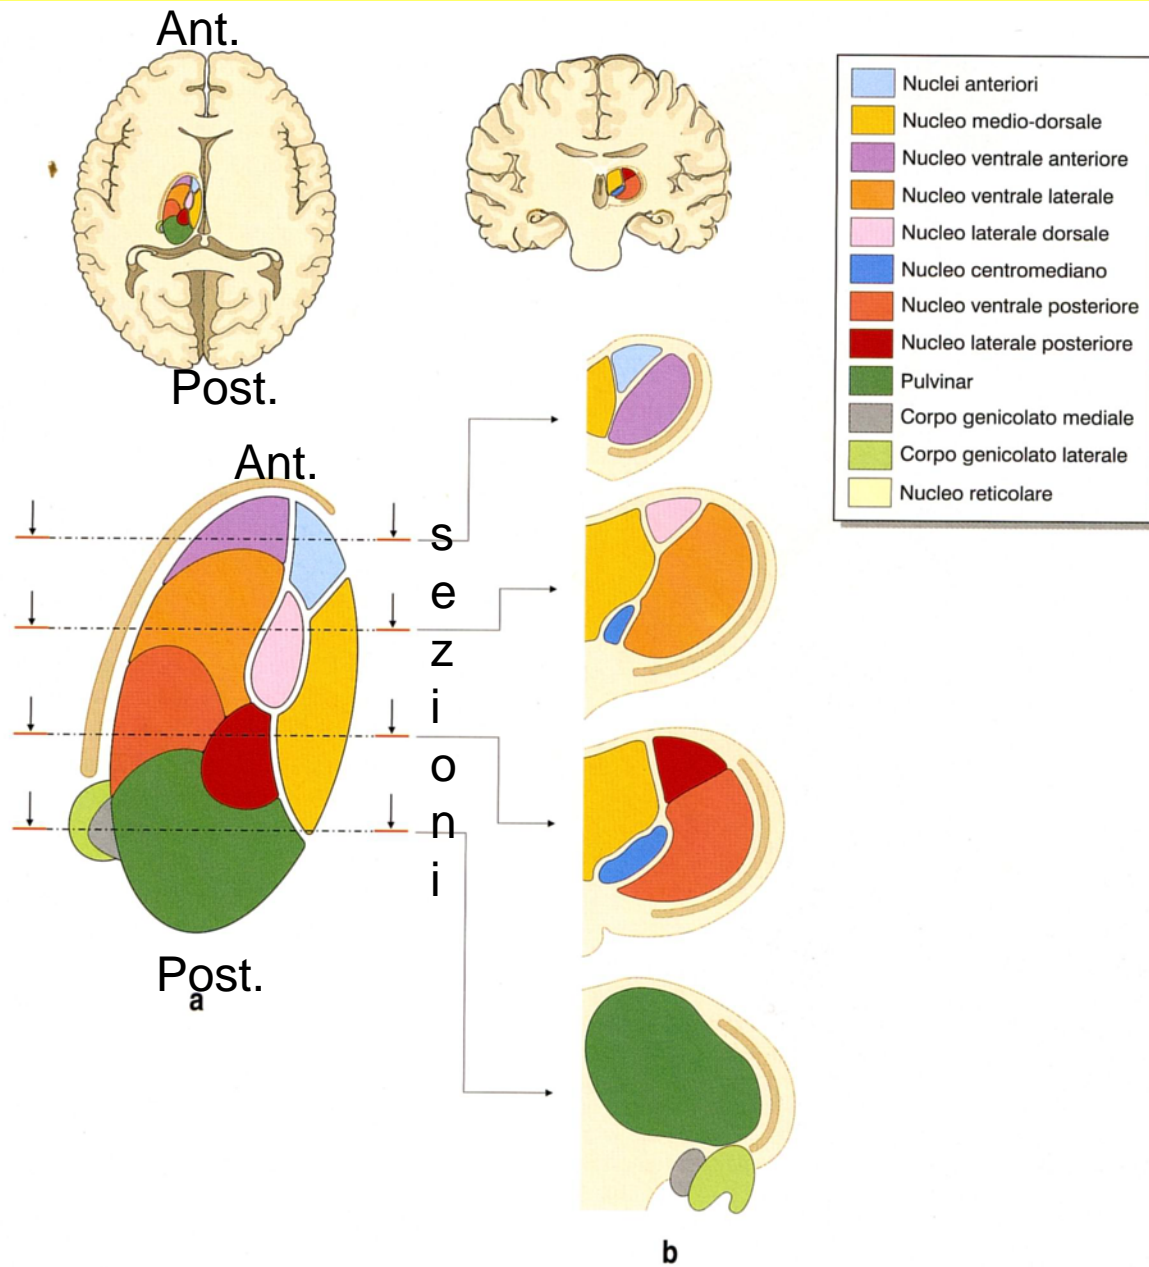 Ant.
Post.
Nuclei anteriori
Nucleo medio-dorsale
Nucleo ventrale anteriore
Nucleo ventrale laterale
Nucleo laterale dorsale
Nucleo centromediano
Nucleo ventrale posteriore
Nucleo laterale posteriore
Pulvinar
Corpo genicolato mediale
Corpo genicolato laterale
Nucleo reticolare
Ant.
s
e
z
i
o
n
i
Post.
a
b